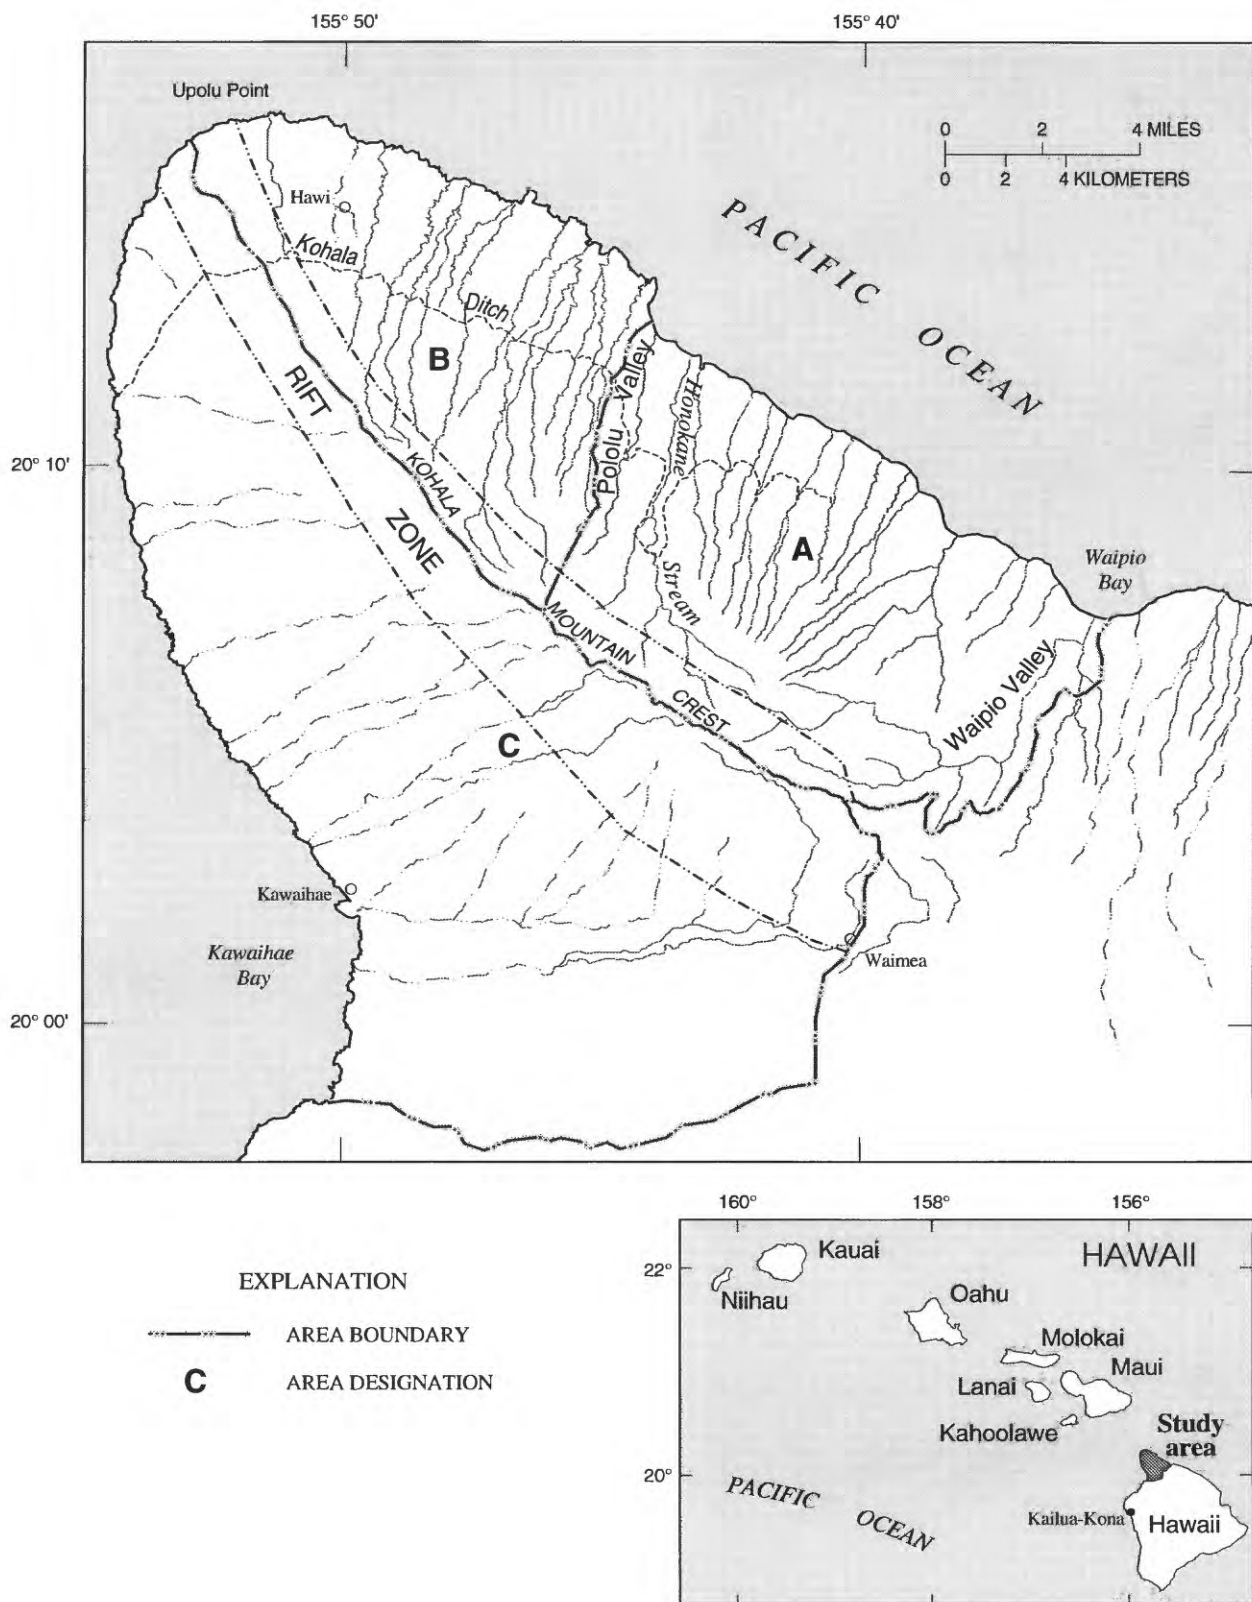 155° 50'
155° 40'
Upolu Point
0 2 4 MILES
0 2 4 KILOMETERS
PACIFIC OCEAN
Hawi
Kohala
Ditch
B
RIFT
ZONE
Pololu Valley
Honokane
Stream
20° 10'
KOHALA
MOUNTAIN
CREST
A
Waipio
Bay
Waipio Valley
C
Kawaihae
Kawaihae
Bay
Waimea
20° 00'
EXPLANATION
AREA BOUNDARY
C AREA DESIGNATION
160° 158° 156°
HAWAII
22°
Kauai
Niihau
Oahu
Molokai
Maui
Lanai
Kahoolawe
Study
area
20°
PACIFIC
OCEAN
Kailua-Kona
Hawaii